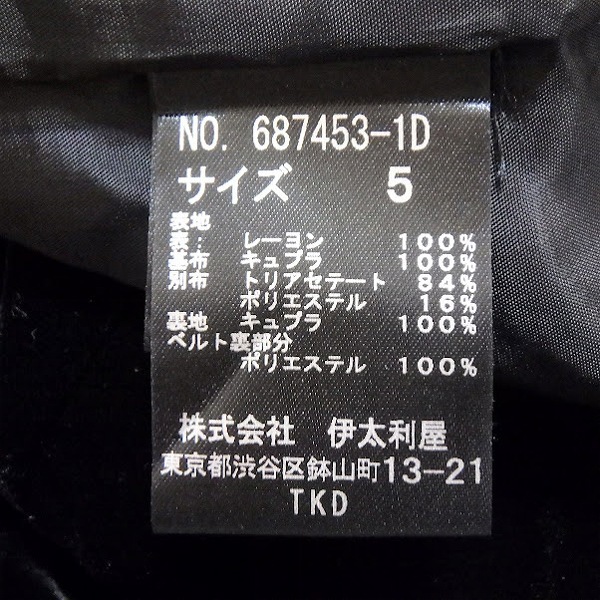 NO. 687453-1D
サイズ 5
表地
表: レーヨン 100%
基布 キュプラ 100%
別布 トリアセテート 84%
ポリエステル 16%
裏地 キュプラ 100%
ベルト裏部分
ポリエステル 100%
株式会社 伊太利屋
東京都渋谷区鉢山町13-21
TKD